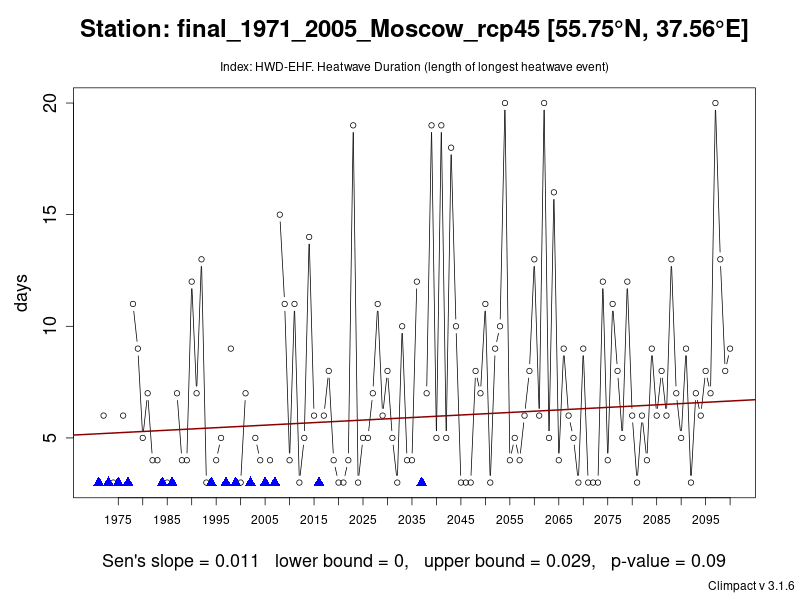 Station: final_1971_2005_Moscow_rcp45 [55.75°N, 37.56°E]
Index: HWD-EHF. Heatwave Duration (length of longest heatwave event)
20
15
10
5
days
1975 1985 1995 2005 2015 2025 2035 2045 2055 2065 2075 2085 2095
Sen's slope = 0.011 lower bound = 0, upper bound = 0.029, p-value = 0.09
Climpact v 3.1.6